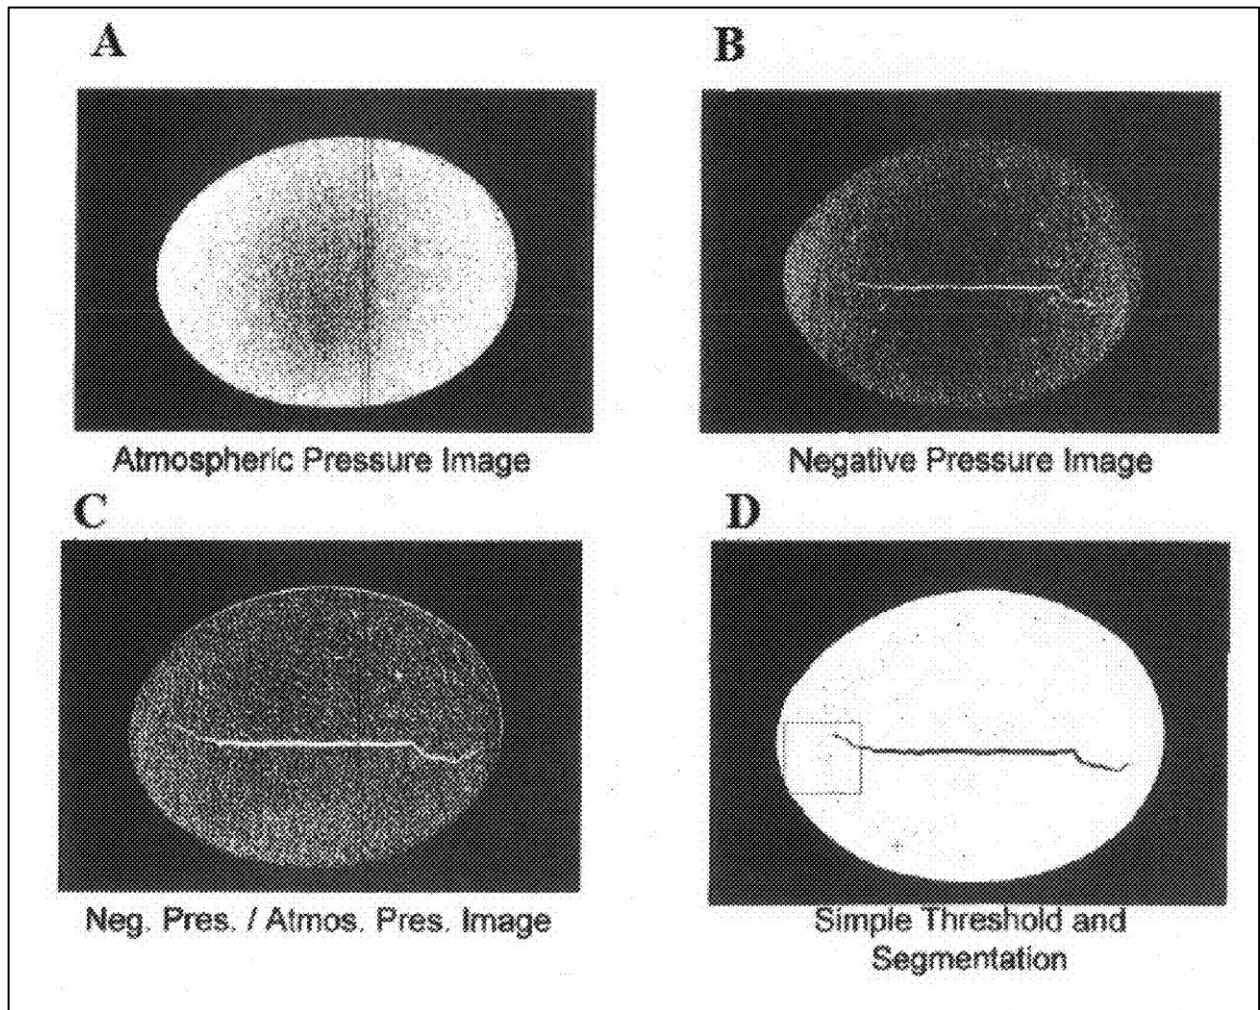 A
B
Atmospheric Pressure Image
Negative Pressure Image
C
D
Neg. Pres. / Atmos. Pres. Image
Simple Threshold and
Segmentation